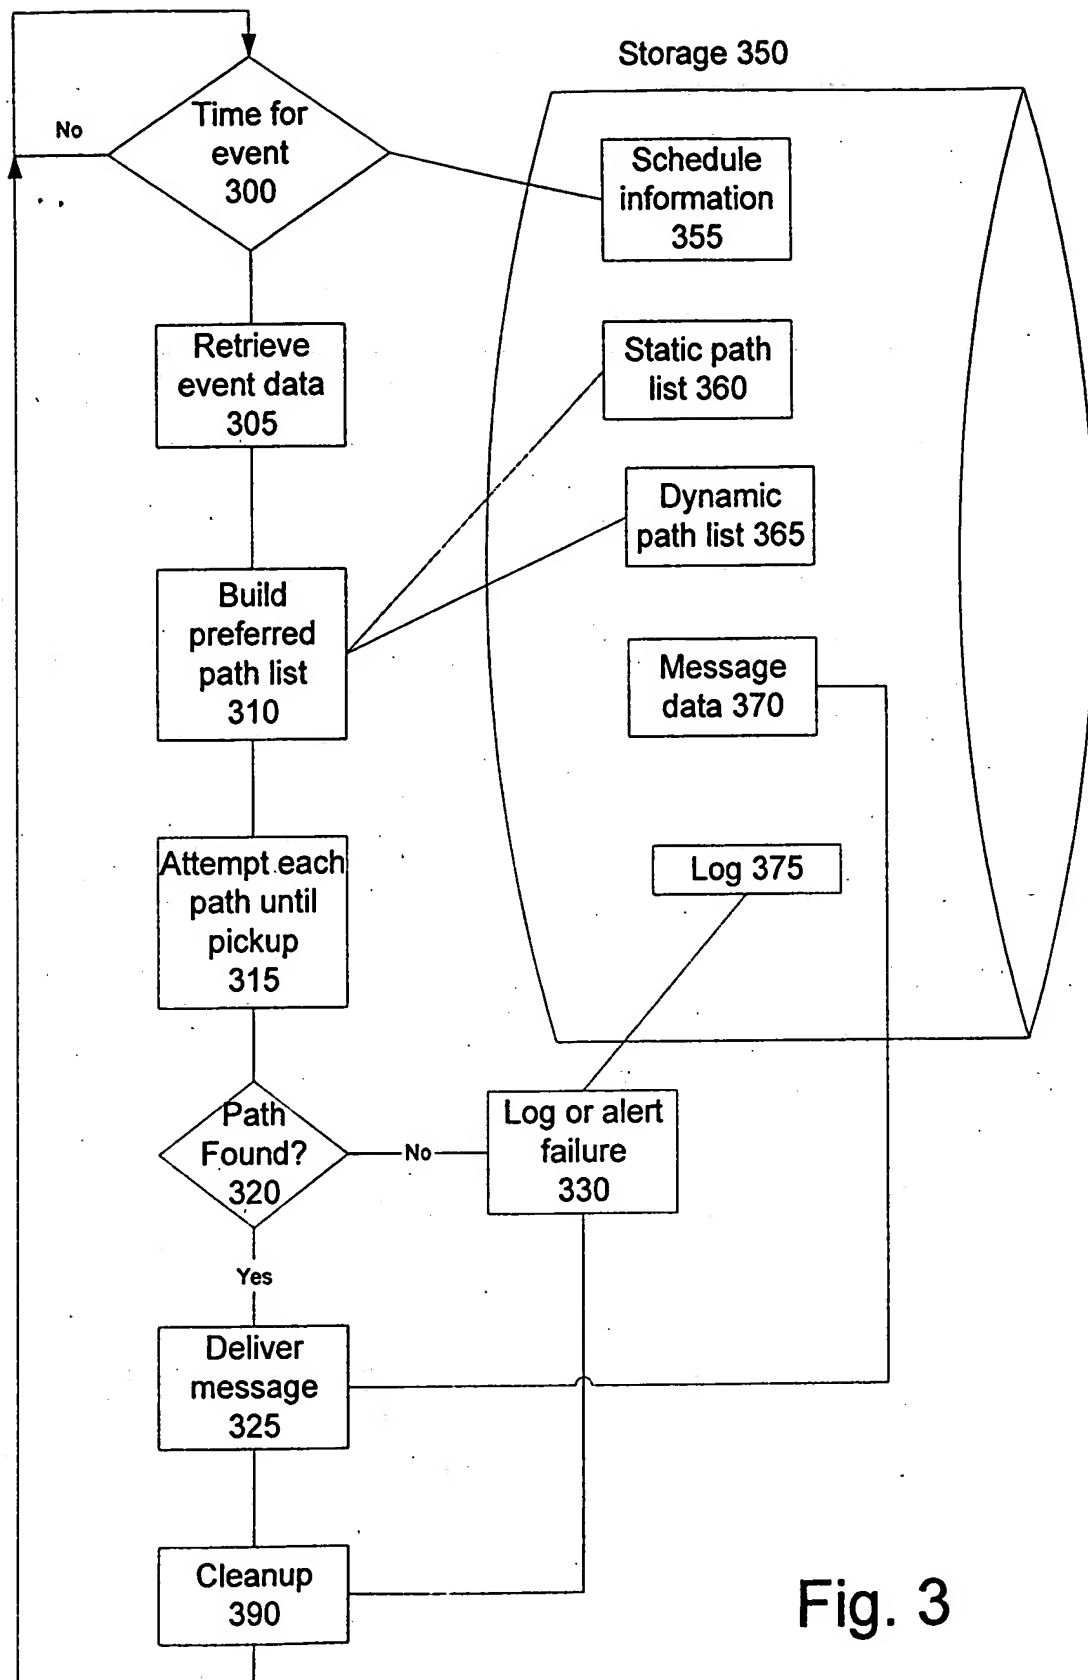 Storage 350
No
Time for
event
300
Schedule
information
355
Retrieve
event data
305
Static path
list 360
Dynamic
path list 365
Build
preferred
path list
310
Message
data 370
Attempt each
path until
pickup
315
Log 375
Path
Found?
320
No
Log or alert
failure
330
Yes
Deliver
message
325
Cleanup
390
Fig. 3